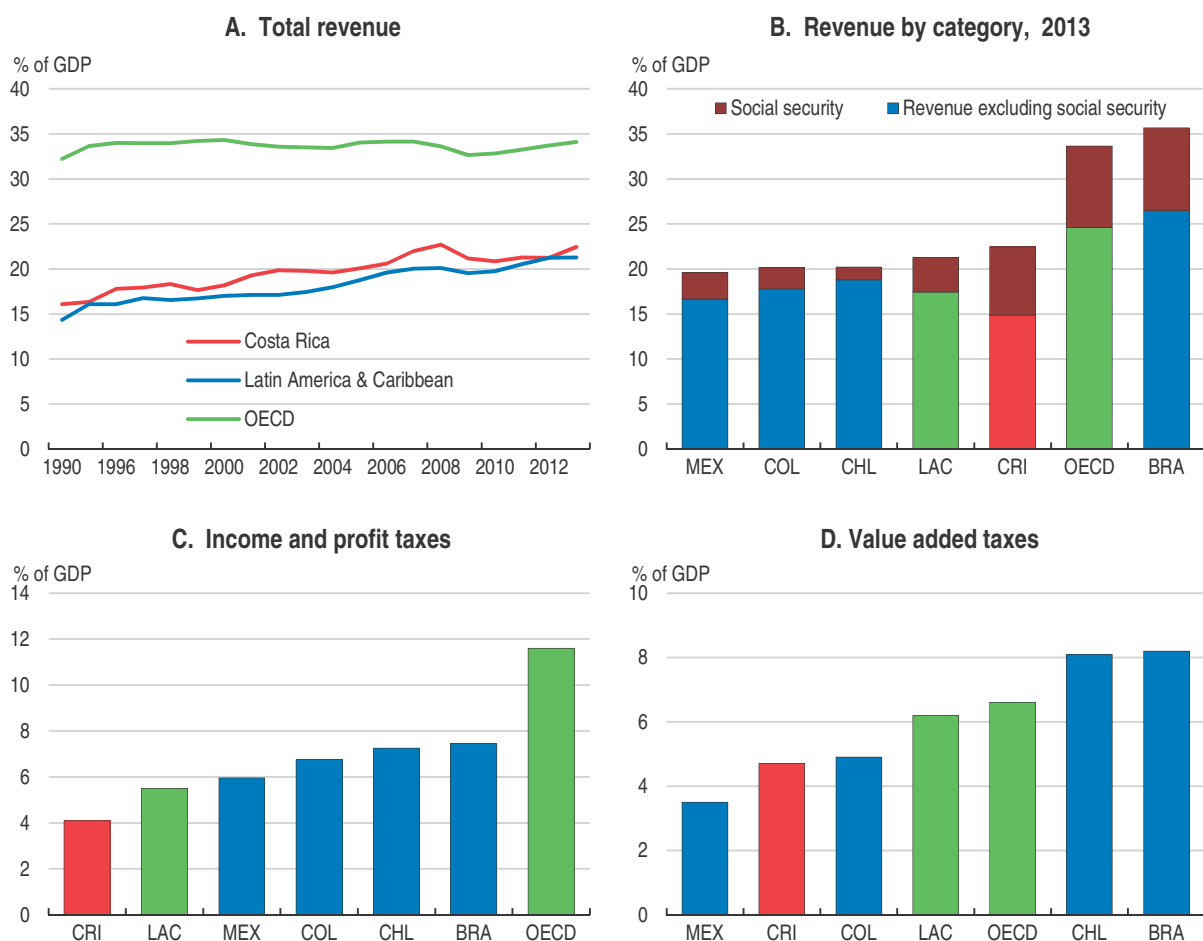 A. Total revenue
% of GDP
40
35
30
25
20
15
10
5
0
Costa Rica
Latin America & Caribbean
OECD
1990 1996 1998 2000 2002 2004 2006 2008 2010 2012
B. Revenue by category, 2013
% of GDP
40
35
30
25
20
15
10
5
0
Social security Revenue excluding social security
MEX COL CHL LAC CRI OECD BRA
C. Income and profit taxes
% of GDP
14
12
10
8
6
4
2
0
CRI LAC MEX COL CHL BRA OECD
D. Value added taxes
% of GDP
10
8
6
4
2
0
MEX CRI COL LAC OECD CHL BRA